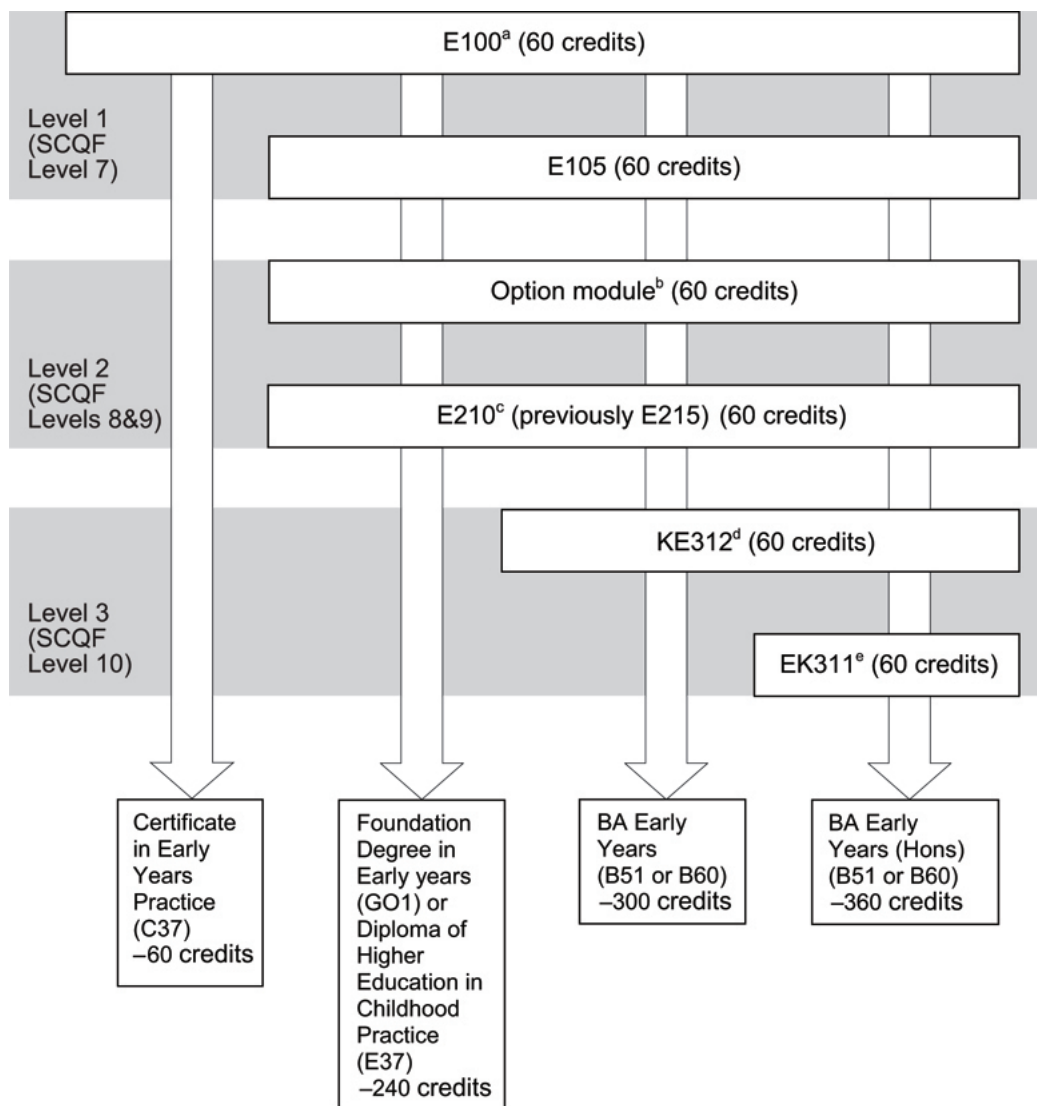 E100a (60 credits)
Level 1
(SCQF
Level 7)
E105 (60 credits)
Option moduleb (60 credits)
Level 2
(SCQF
Levels 8&9)
E210c (previously E215) (60 credits)
KE312d (60 credits)
Level 3
(SCQF
Level 10)
EK311e (60 credits)
Certificate
in Early
Years
Practice
(C37)
–60 credits
Foundation
Degree in
Early years
(GO1) or
Diploma of
Higher
Education in
Childhood
Practice
(E37)
–240 credits
BA Early
Years
(B51 or B60)
–300 credits
BA Early
Years (Hons)
(B51 or B60)
–360 credits